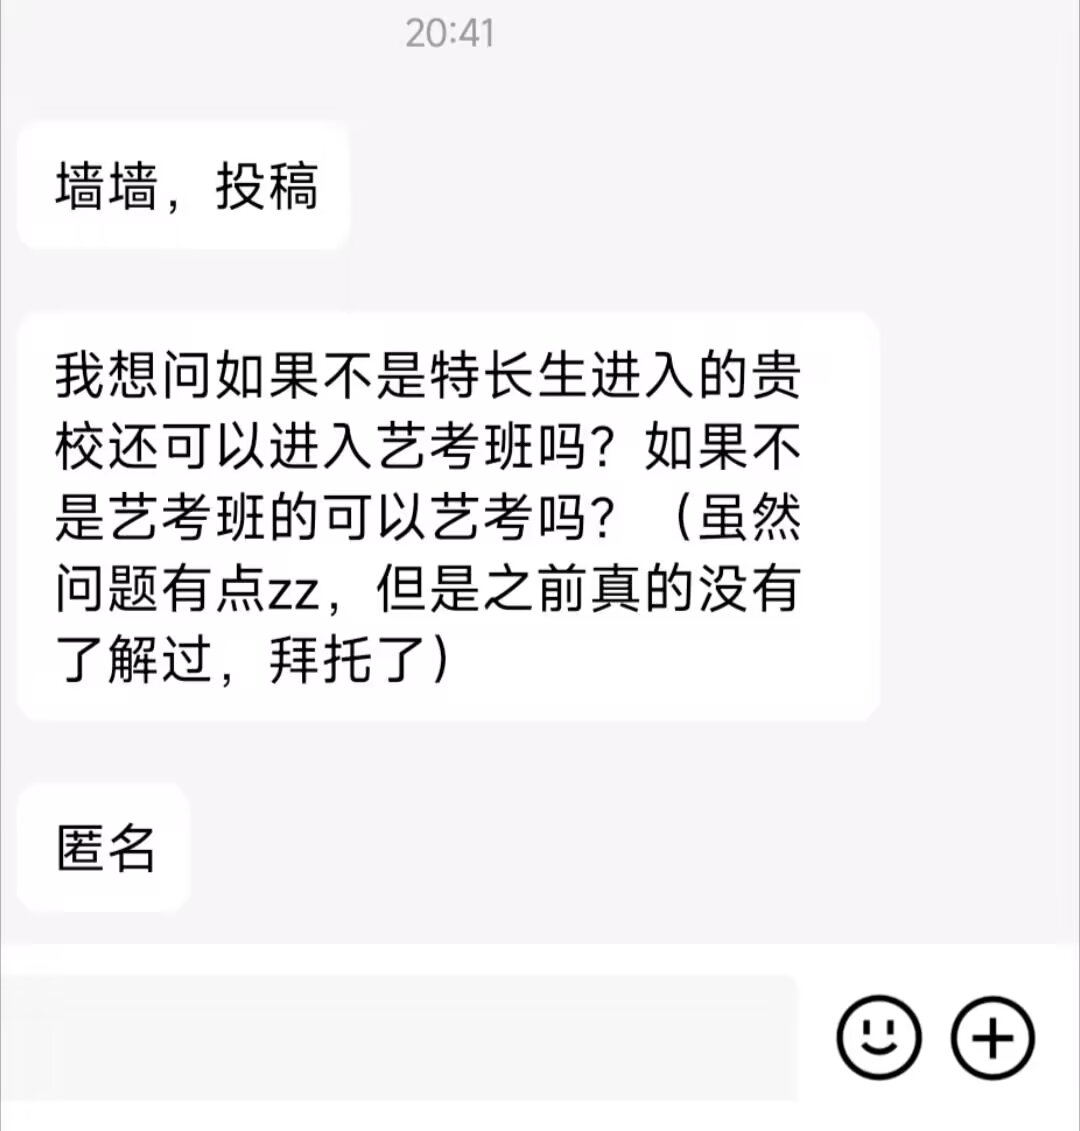 20:41
墙墙，投稿
我想问如果不是特长生进入的贵
校还可以进入艺考班吗？如果不
是艺考班的可以艺考吗？（虽然
问题有点zz，但是之前真的没有
了解过，拜托了）
匿名